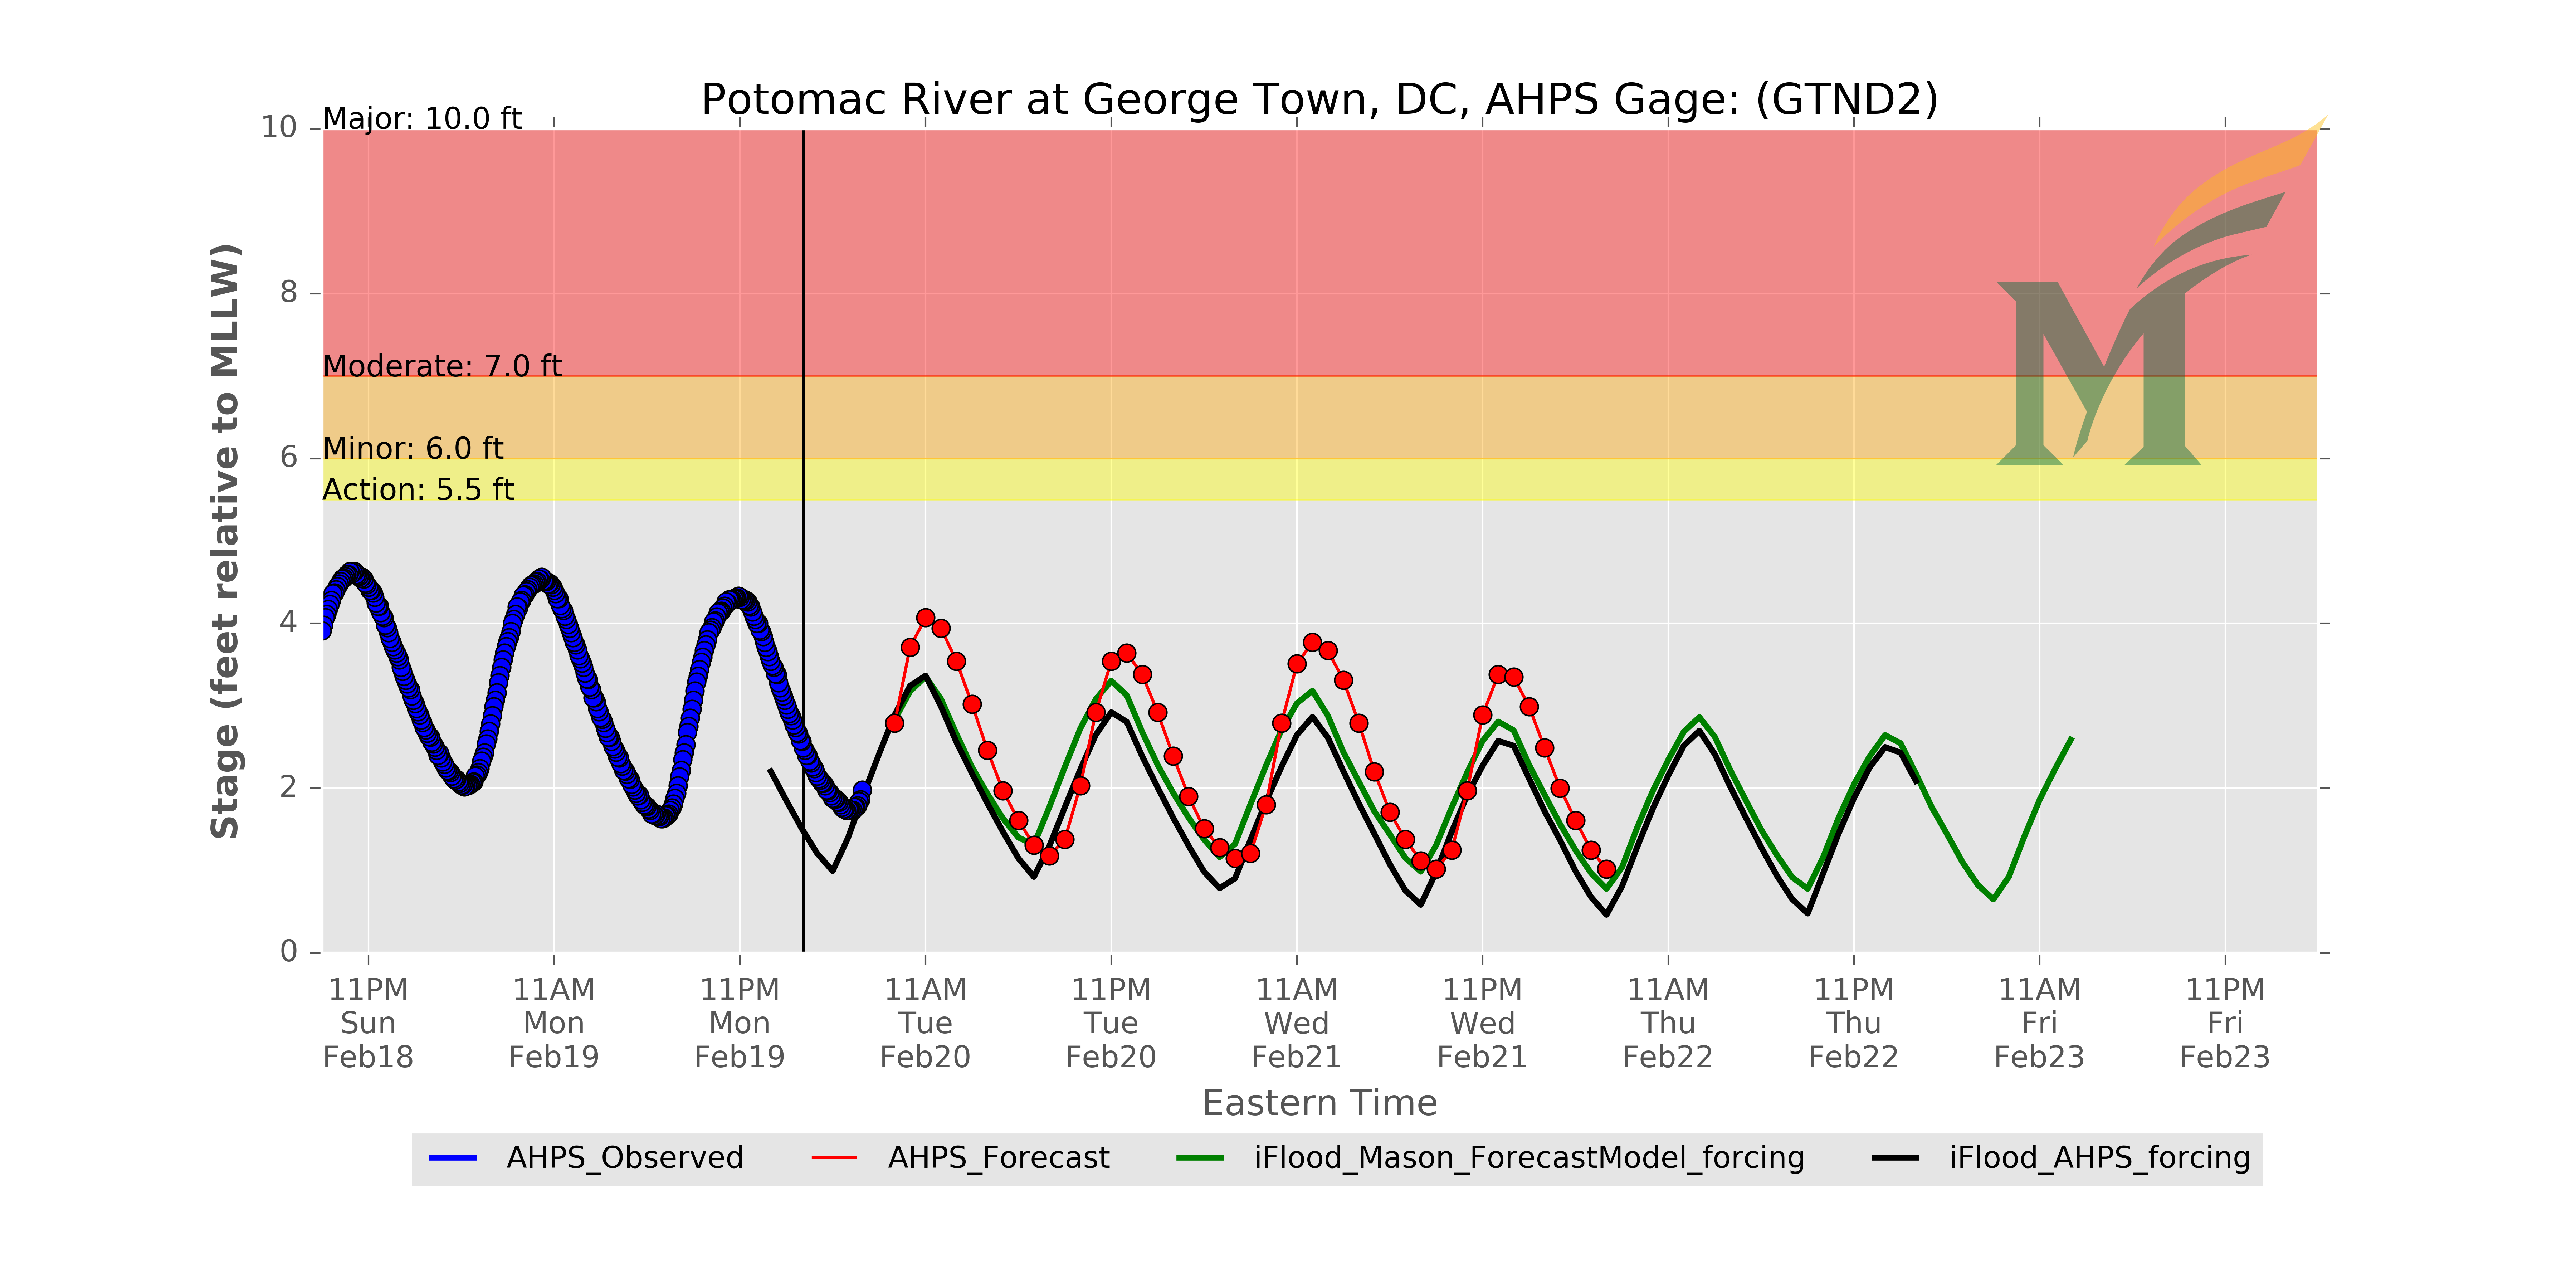 Potomac River at George Town, DC, AHPS Gage: (GTND2)
Major: 10.0 ft
Moderate: 7.0 ft
Minor: 6.0 ft
Action: 5.5 ft
Stage (feet relative to MLLW)
10
8
6
4
2
0
11PM 11AM 11PM 11AM 11PM 11AM 11PM 11AM 11PM 11AM 11PM
Sun Mon Mon Tue Tue Wed Wed Thu Thu Fri Fri
Feb18 Feb19 Feb19 Feb20 Feb20 Feb21 Feb21 Feb22 Feb22 Feb23 Feb23
Eastern Time
AHPS_Observed AHPS_Forecast iFlood_Mason_ForecastModel_forcing iFlood_AHPS_forcing
M